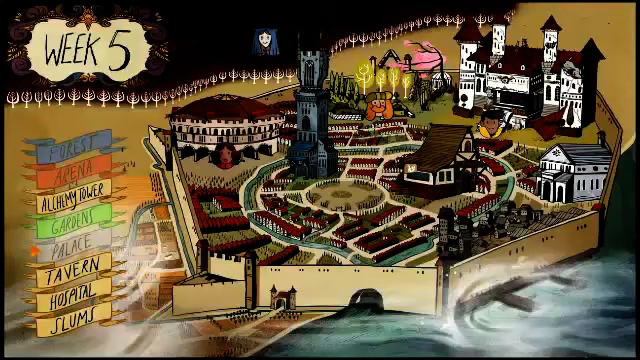 WEEK 5
FOREST
ARENA
ALCHEMY TOWER
GARDENS
PALACE
TAVERN
HOSPITAL
SLUMS